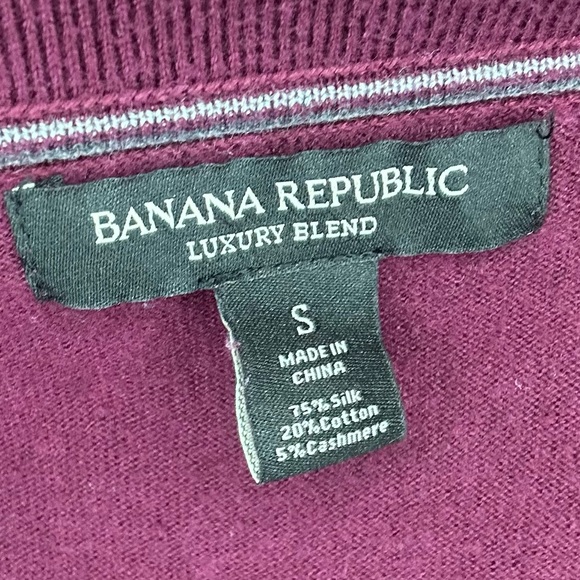 BANANA REPUBLIC
LUXURY BLEND
S
MADE IN
CHINA
75% Silk
20% Cotton
5% Cashmere